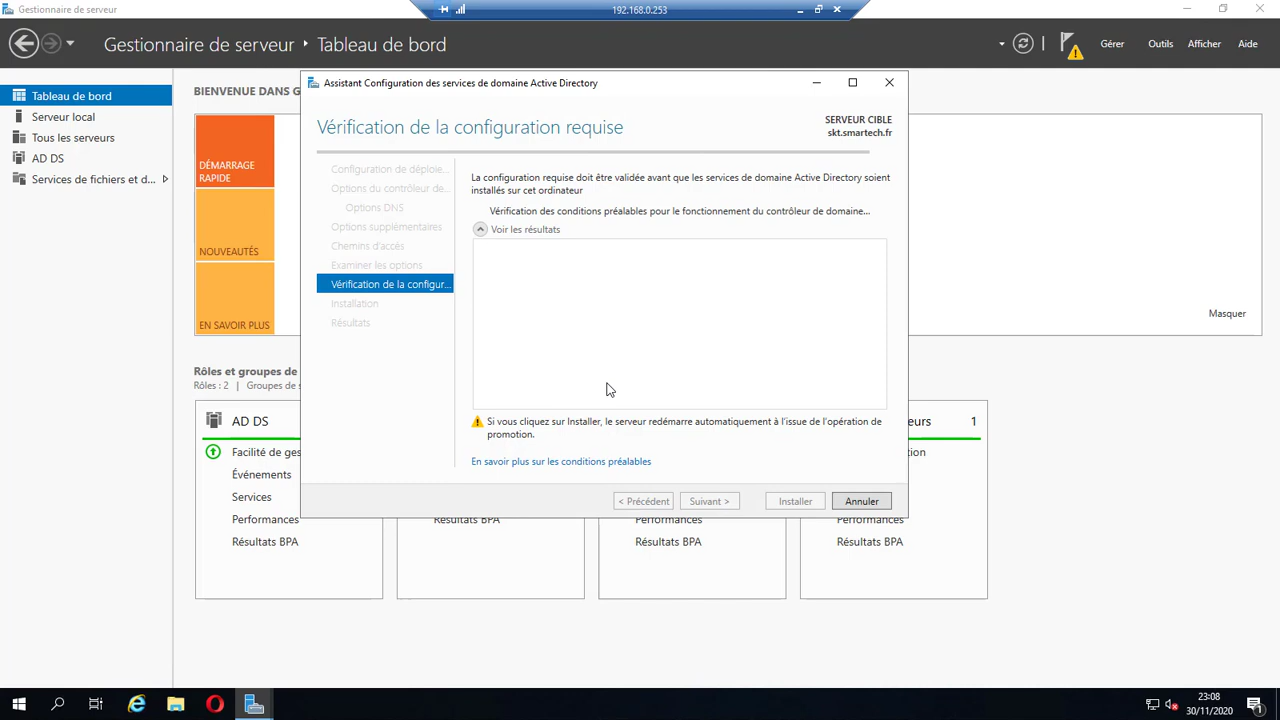 Gestionnaire de serveur
192.168.0.253
Gestionnaire de serveur
Tableau de bord
Gérer
Outils
Afficher
Aide
Tableau de bord
Serveur local
Tous les serveurs
AD DS
Services de fichiers et d...
BIENVENUE DANS G
DÉMARRAGE
RAPIDE
NOUVEAUTÉS
EN SAVOIR PLUS
Masquer
Assistant Configuration des services de domaine Active Directory
Vérification de la configuration requise
SERVEUR CIBLE
skt.smartech.fr
Configuration de déploie...
Options du contrôleur de...
Options DNS
Options supplémentaires
Chemins d'accès
Examiner les options
Vérification de la configur...
Installation
Résultats
La configuration requise doit être validée avant que les services de domaine Active Directory soient
installés sur cet ordinateur
Vérification des conditions préalables pour le fonctionnement du contrôleur de domaine...
Voir les résultats
Si vous cliquez sur Installer, le serveur redémarre automatiquement à l'issue de l'opération de
promotion.
En savoir plus sur les conditions préalables
< Précédent
Suivant >
Installer
Annuler
Rôles et groupes de
Rôles : 2 | Groupes de s
AD DS
Facilité de ges
Événements
Services
Performances
Résultats BPA
Résultats BPA
Performances
Résultats BPA
eurs 1
tion
Performances
Résultats BPA
23:08
30/11/2020
1